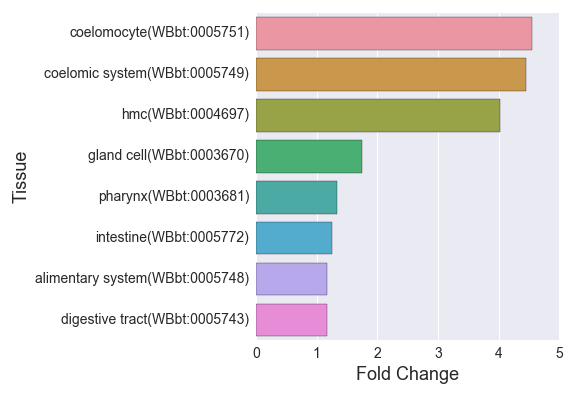 coelomocyte(WBbt:0005751)
coelomic system(WBbt:0005749)
hmc(WBbt:0004697)
gland cell(WBbt:0003670)
pharynx(WBbt:0003681)
intestine(WBbt:0005772)
alimentary system(WBbt:0005748)
digestive tract(WBbt:0005743)
Tissue
0 1 2 3 4 5
Fold Change